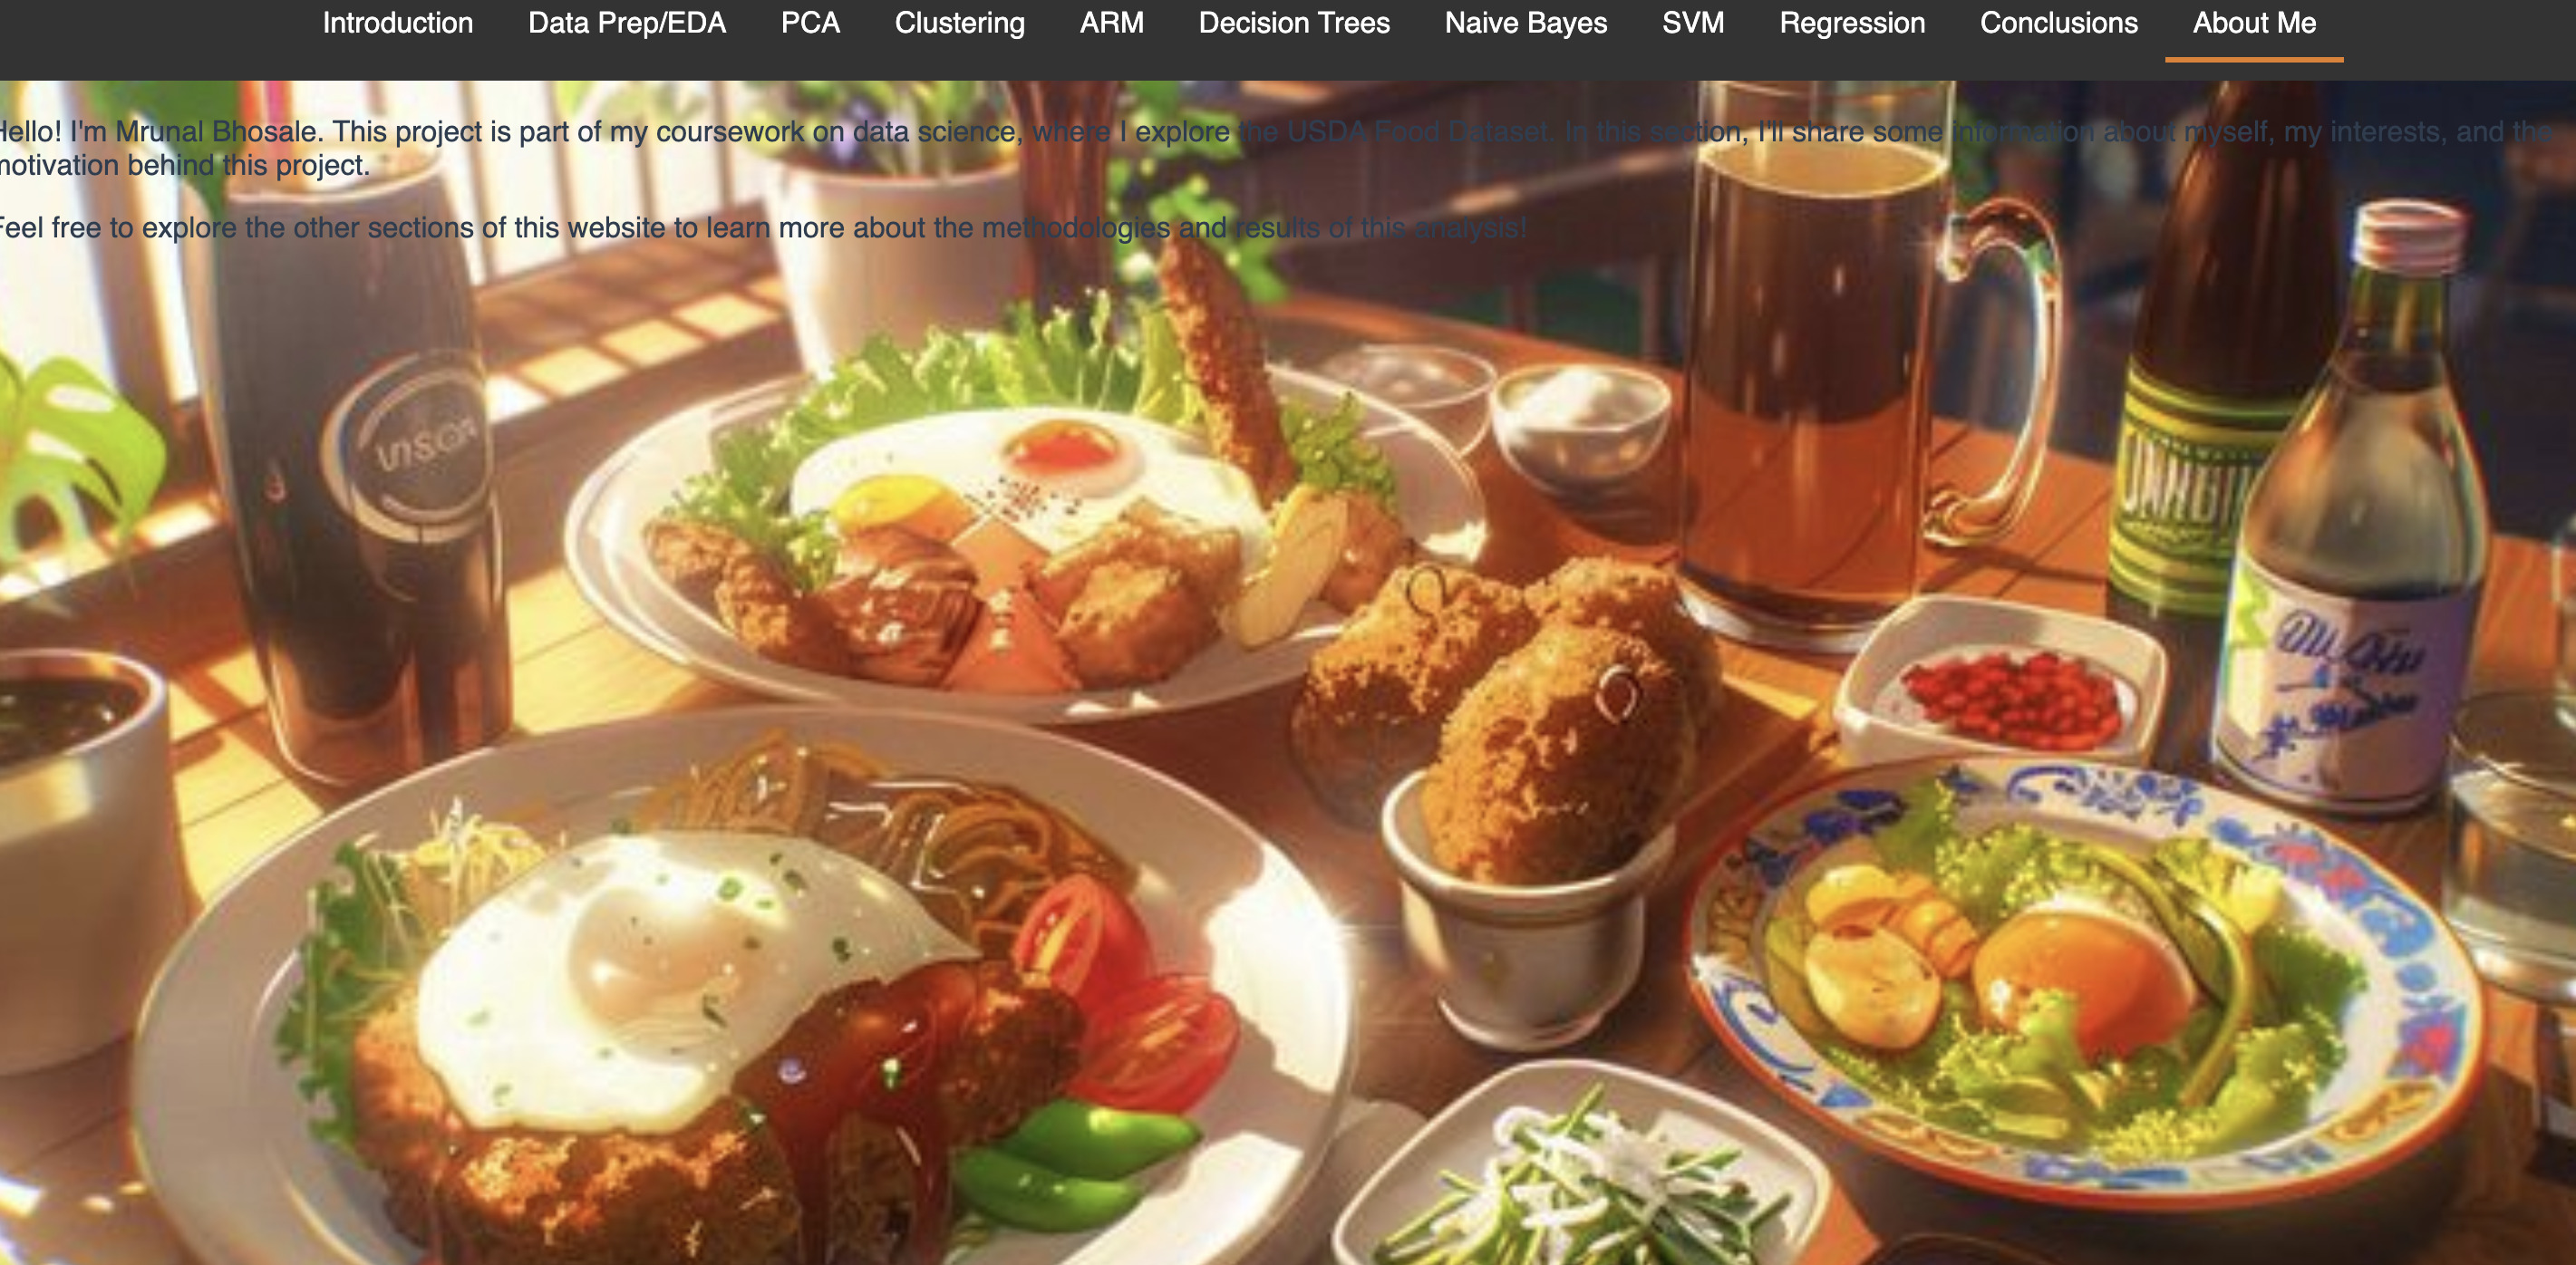 Introduction Data Prep/EDA PCA Clustering ARM Decision Trees Naive Bayes SVM Regression Conclusions About Me
Hello! I'm Mrunal Bhosale. This project is part of my coursework on data science, where I explore the USDA Food Dataset. In this section, I'll share some information about myself, my interests, and the
motivation behind this project.
Feel free to explore the other sections of this website to learn more about the methodologies and results of this analysis!